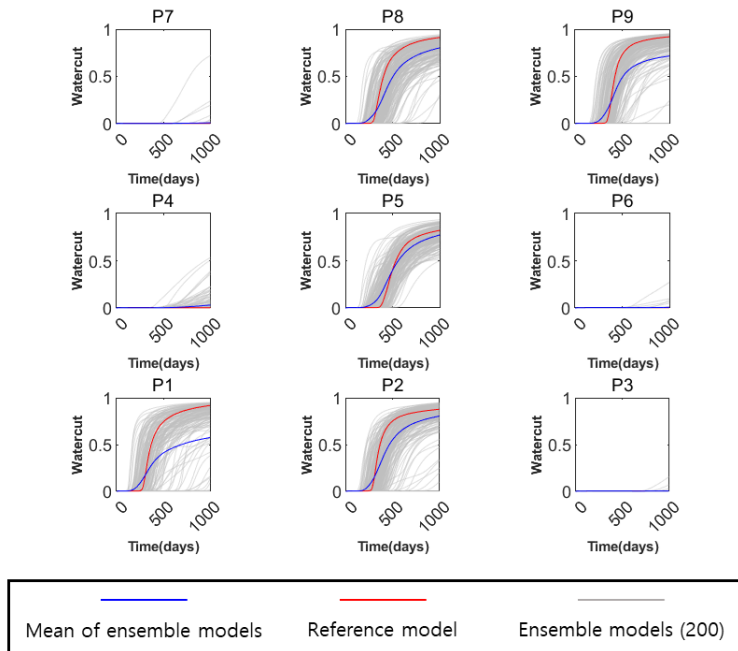 P7
1
Watercut
0.5
0
0
500
1000
Time(days)
P8
1
Watercut
0.5
0
0
500
1000
Time(days)
P9
1
Watercut
0.5
0
0
500
1000
Time(days)
P4
1
Watercut
0.5
0
0
500
1000
Time(days)
P5
1
Watercut
0.5
0
0
500
1000
Time(days)
P6
1
Watercut
0.5
0
0
500
1000
Time(days)
P1
1
Watercut
0.5
0
0
500
1000
Time(days)
P2
1
Watercut
0.5
0
0
500
1000
Time(days)
P3
1
Watercut
0.5
0
0
500
1000
Time(days)
Mean of ensemble models
Reference model
Ensemble models (200)